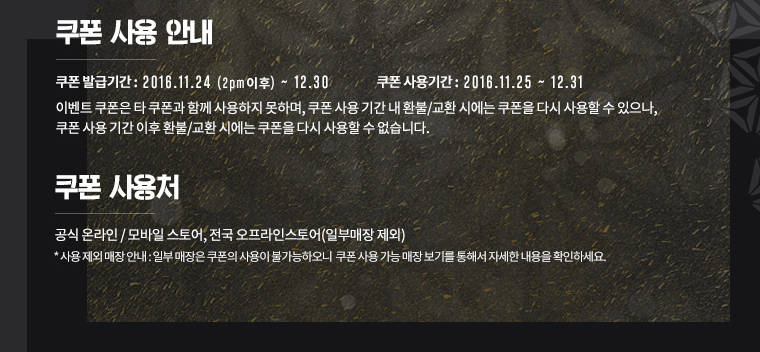 쿠폰 사용 안내
쿠폰 발급기간 : 2016.11.24 (2pm이후) ~ 12.30 쿠폰 사용기간 : 2016.11.25 ~ 12.31
이벤트 쿠폰은 타 쿠폰과 함께 사용하지 못하며, 쿠폰 사용 기간 내 환불/교환 시에는 쿠폰을 다시 사용할 수 있으나,
쿠폰 사용 기간 이후 환불/교환 시에는 쿠폰을 다시 사용할 수 없습니다.
쿠폰 사용처
공식 온라인 / 모바일 스토어, 전국 오프라인스토어(일부매장 제외)
* 사용 제외 매장 안내 : 일부 매장은 쿠폰의 사용이 불가능하오니 쿠폰 사용 가능 매장 보기를 통해서 자세한 내용을 확인하세요.